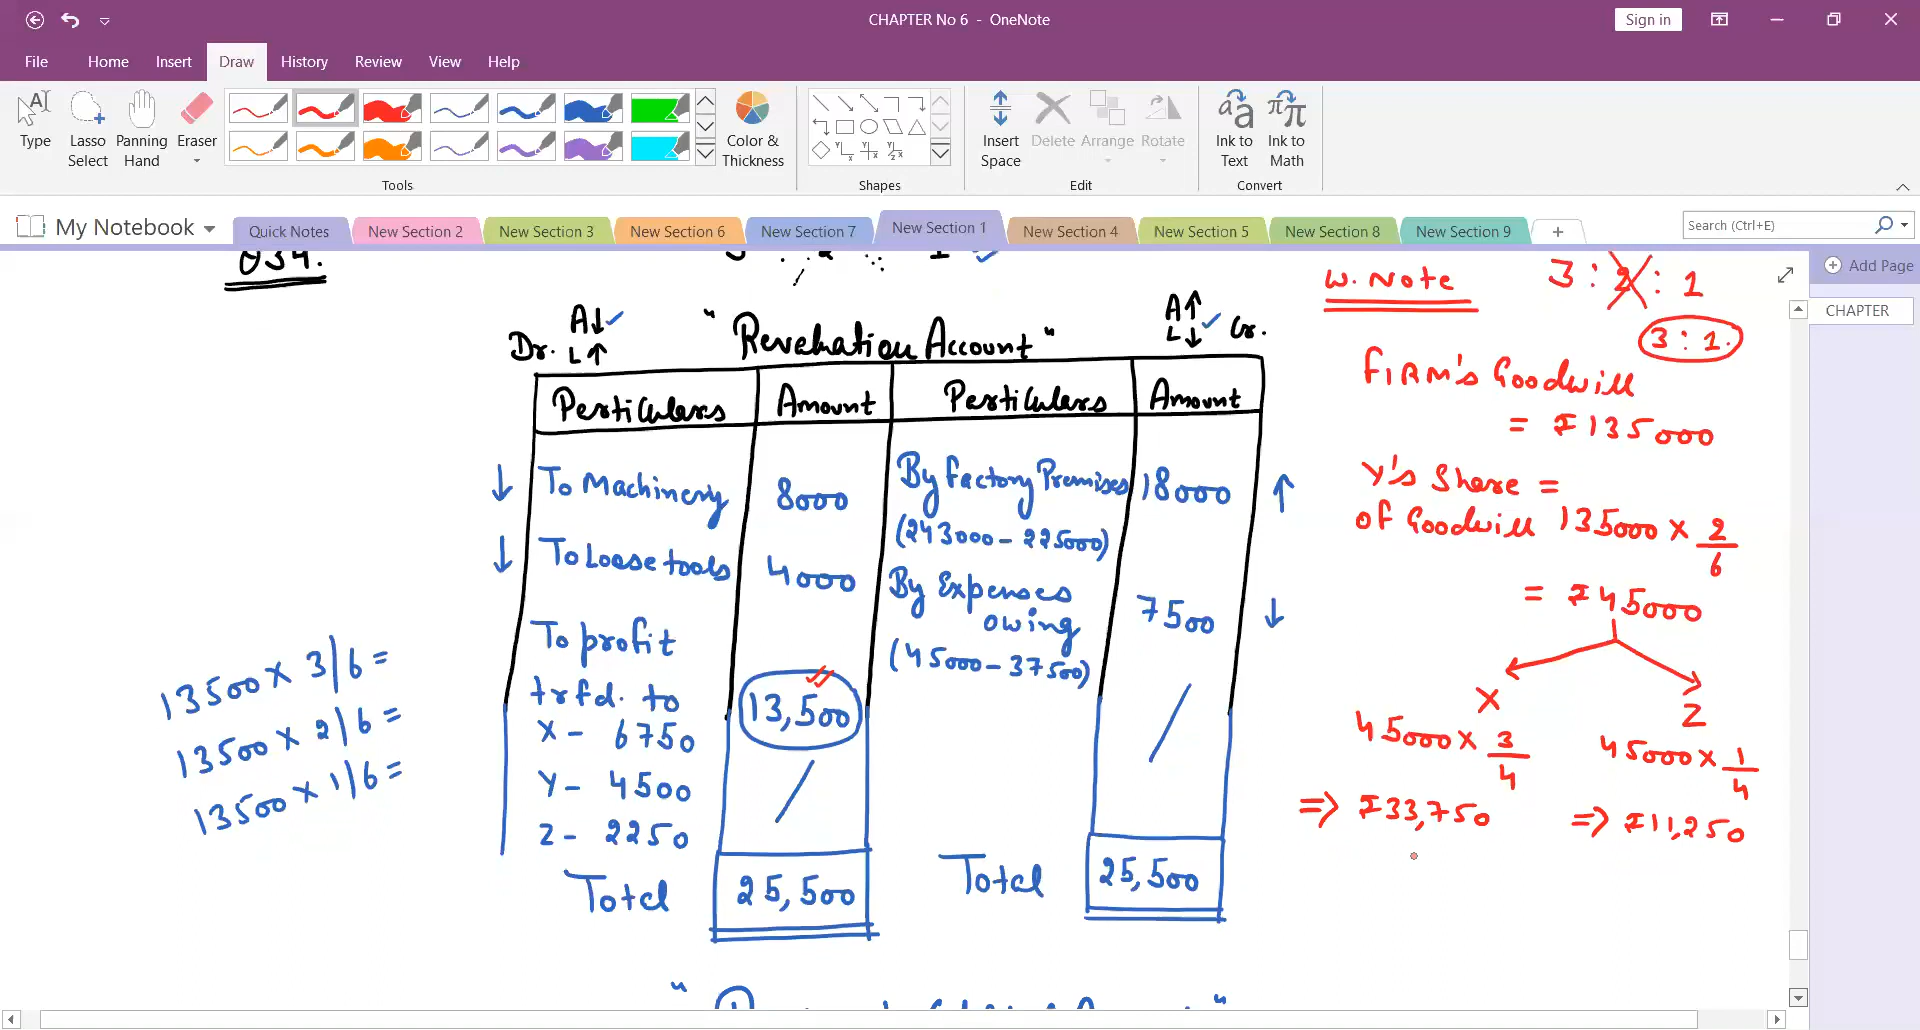 CHAPTER No 6 - OneNote
Sign in
File Home Insert Draw History Review View Help
Type
Lasso Select
Panning Hand
Eraser
Color & Thickness
Insert Space
Delete
Arrange
Rotate
Ink to Text
Ink to Math
Tools
Shapes
Edit
Convert
My Notebook
Quick Notes
New Section 2
New Section 3
New Section 6
New Section 7
New Section 1
New Section 4
New Section 5
New Section 8
New Section 9
Search (Ctrl+E)
Add Page
CHAPTER
Q34.
Dr. A↓ L↑ "Revaluation Account" A↑ L↓ Cr.
Particulars Amount Particulars Amount
↓ To Machinery 8000 By Factory Premises 18000 ↑
(243000 - 225000)
↓ To Loose tools 4000 By Expenses owing 7500 ↓
(45000 - 37500)
To profit
trfd. to 13,500
X - 6750
Y - 4500
Z - 2250
Total 25,500 Total 25,500
13500 × 3/6 =
13500 × 2/6 =
13500 × 1/6 =
W. Note 3 : 2 : 1
3 : 1.
FIRM's Goodwill
= ₹135000
Y's Share =
of Goodwill 135000 × 2/6
= ₹45000
X Z
45000 × 3/4 45000 × 1/4
=> ₹33,750 => ₹11,250